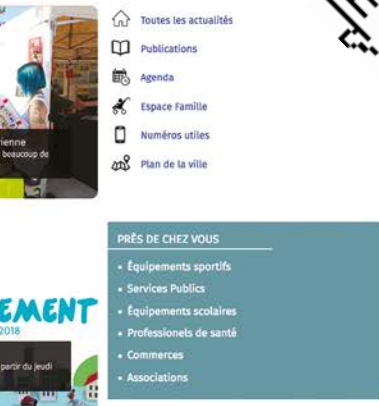 Toutes les actualités
Publications
Agenda
Espace Famille
Numéros utiles
Plan de la ville
beaucoup de
PRÈS DE CHEZ VOUS
• Équipements sportifs
• Services Publics
• Équipements scolaires
• Professionels de santé
• Commerces
• Associations
EMENT
2018
partir du jeudi